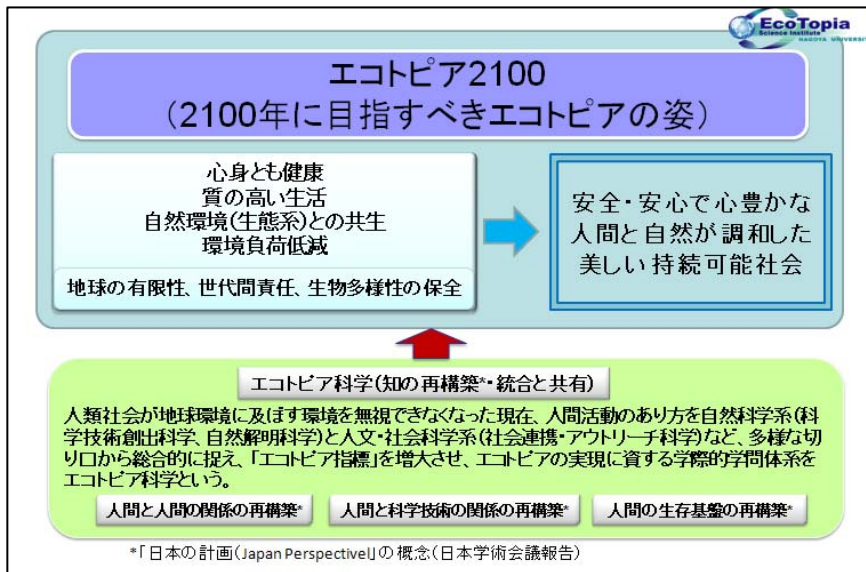 EcoTopia
Science Institute
NAGOYA UNIVERSITY
エコトピア2100
(2100年に目指すべきエコトピアの姿)
心身とも健康
質の高い生活
自然環境(生態系)との共生
環境負荷低減
地球の有限性、世代間責任、生物多様性の保全
安全・安心で心豊かな
人間と自然が調和した
美しい持続可能社会
エコトピア科学(知の再構築*・統合と共有)
人類社会が地球環境に及ぼす環境を無視できなくなった現在、人間活動のあり方を自然科学系(科
学技術創出科学、自然解明科学)と人文・社会科学系(社会連携・アウトリーチ科学)など、多様な切
り口から総合的に捉え、「エコトピア指標」を増大させ、エコトピアの実現に資する学際的学問体系を
エコトピア科学という。
人間と人間の関係の再構築*
人間と科学技術の関係の再構築*
人間の生存基盤の再構築*
*「日本の計画(Japan Perspective)」の概念(日本学術会議報告)